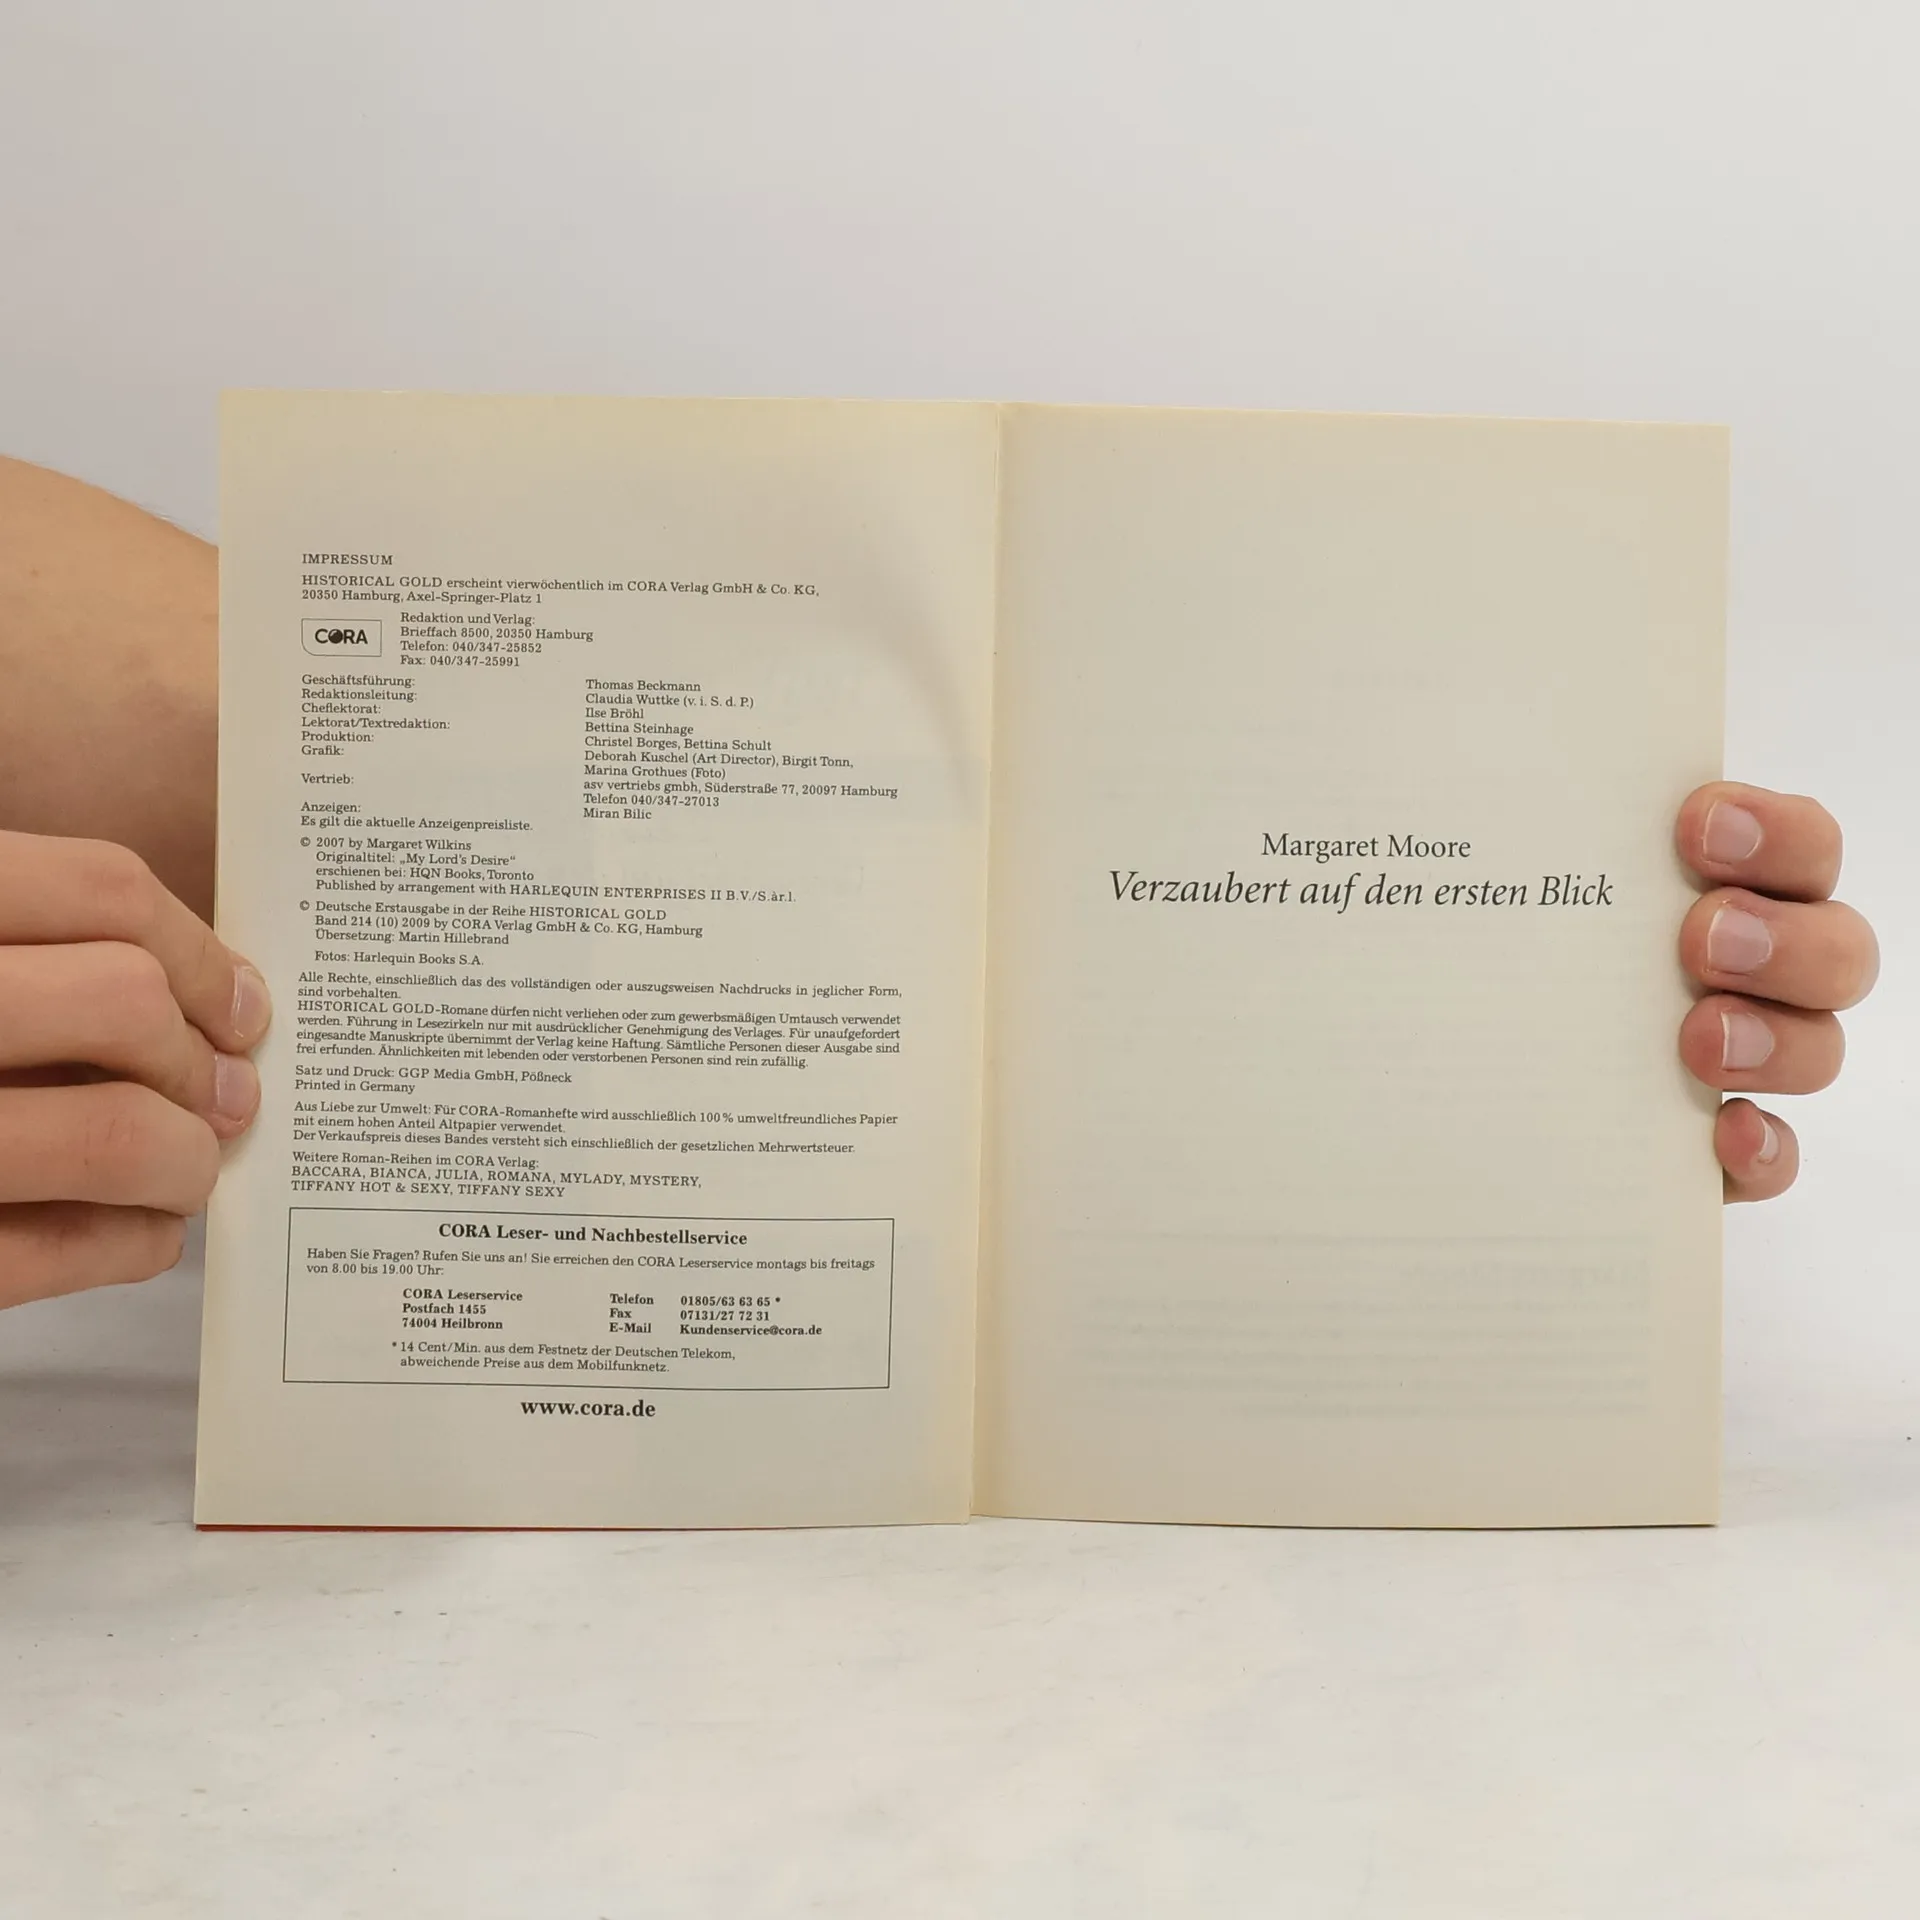 IMPRESSUM
HISTORICAL GOLD erscheint vierwöchentlich im CORA Verlag GmbH & Co. KG,
20350 Hamburg, Axel-Springer-Platz 1
CORA
Redaktion und Verlag:
Brieffach 8500, 20350 Hamburg
Telefon: 040/347-25852
Fax: 040/347-25991
Geschäftsführung: Thomas Beckmann
Redaktionsleitung: Claudia Wuttke (v. i. S. d. P.)
Cheflektorat: Ilse Bröhl
Lektorat/Textredaktion: Bettina Steinhage
Produktion: Christel Borges, Bettina Schult
Grafik: Deborah Kuschel (Art Director), Birgit Tonn,
Marina Grothues (Foto)
Vertrieb: asv vertriebs gmbh, Süderstraße 77, 20097 Hamburg
Telefon 040/347-27013
Anzeigen: Miran Bilic
Es gilt die aktuelle Anzeigenpreisliste.
© 2007 by Margaret Wilkins
Originaltitel: „My Lord's Desire“
erschienen bei: HQN Books, Toronto
Published by arrangement with HARLEQUIN ENTERPRISES II B.V./S.àr.l.
© Deutsche Erstausgabe in der Reihe HISTORICAL GOLD
Band 214 (10) 2009 by CORA Verlag GmbH & Co. KG, Hamburg
Übersetzung: Martin Hillebrand
Fotos: Harlequin Books S.A.
Alle Rechte, einschließlich das des vollständigen oder auszugsweisen Nachdrucks in jeglicher Form,
sind vorbehalten.
HISTORICAL GOLD-Romane dürfen nicht verliehen oder zum gewerbsmäßigen Umtausch verwendet
werden. Führung in Lesezirkeln nur mit ausdrücklicher Genehmigung des Verlages. Für unaufgefordert
eingesandte Manuskripte übernimmt der Verlag keine Haftung. Sämtliche Personen dieser Ausgabe sind
frei erfunden. Ähnlichkeiten mit lebenden oder verstorbenen Personen sind rein zufällig.
Satz und Druck: GGP Media GmbH, Pößneck
Printed in Germany
Aus Liebe zur Umwelt: Für CORA-Romanhefte wird ausschließlich 100 % umweltfreundliches Papier
mit einem hohen Anteil Altpapier verwendet.
Der Verkaufspreis dieses Bandes versteht sich einschließlich der gesetzlichen Mehrwertsteuer.
Weitere Roman-Reihen im CORA Verlag:
BACCARA, BIANCA, JULIA, ROMANA, MYLADY, MYSTERY,
TIFFANY HOT & SEXY, TIFFANY SEXY
CORA Leser- und Nachbestellservice
Haben Sie Fragen? Rufen Sie uns an! Sie erreichen den CORA Leserservice montags bis freitags
von 8.00 bis 19.00 Uhr:
CORA Leserservice Telefon 01805/63 63 65 *
Postfach 1455 Fax 07131/27 72 31
74004 Heilbronn E-Mail Kundenservice@cora.de
* 14 Cent/Min. aus dem Festnetz der Deutschen Telekom,
abweichende Preise aus dem Mobilfunknetz.
www.cora.de
Margaret Moore
Verzaubert auf den ersten Blick